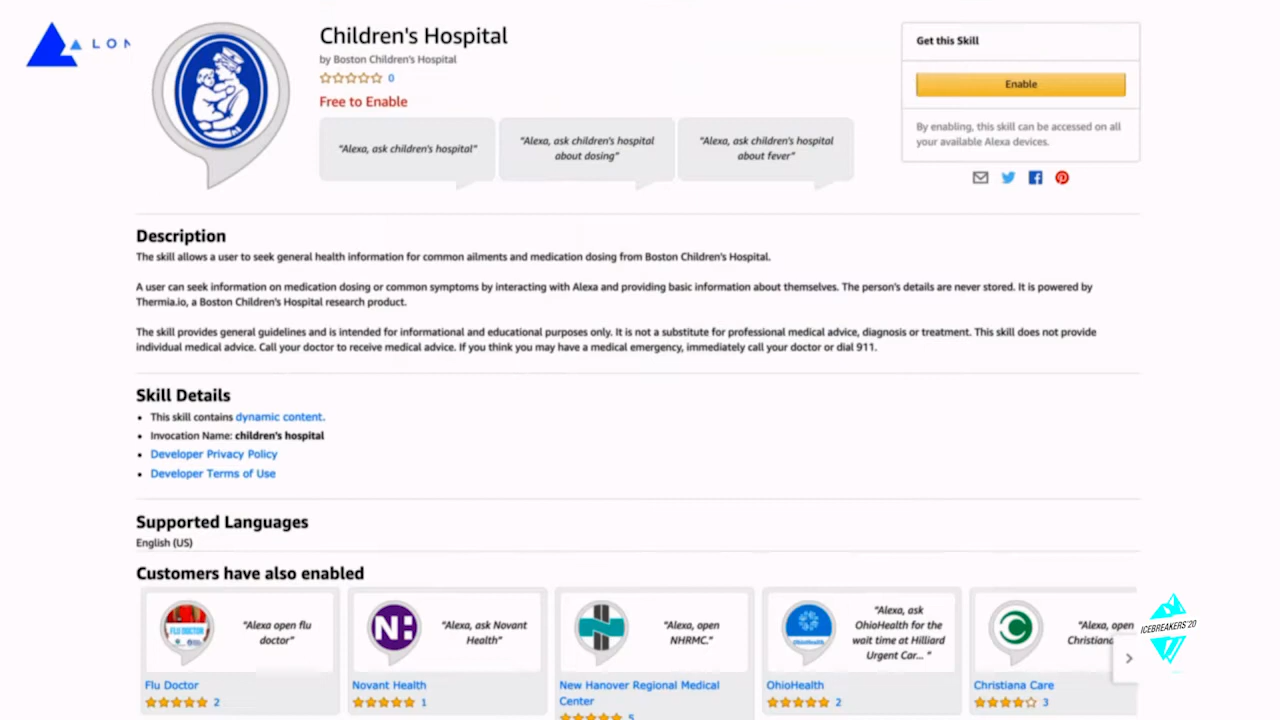 LON
Children's Hospital
by Boston Children's Hospital
0
Free to Enable
"Alexa, ask children's hospital"
"Alexa, ask children's hospital
about dosing"
"Alexa, ask children's hospital
about fever"
Get this Skill
Enable
By enabling, this skill can be accessed on all
your available Alexa devices.
Description
The skill allows a user to seek general health information for common ailments and medication dosing from Boston Children's Hospital.
A user can seek information on medication dosing or common symptoms by interacting with Alexa and providing basic information about themselves. The person's details are never stored. It is powered by
Thermia.io, a Boston Children's Hospital research product.
The skill provides general guidelines and is intended for informational and educational purposes only. It is not a substitute for professional medical advice, diagnosis or treatment. This skill does not provide
individual medical advice. Call your doctor to receive medical advice. If you think you may have a medical emergency, immediately call your doctor or dial 911.
Skill Details
• This skill contains dynamic content.
• Invocation Name: children's hospital
• Developer Privacy Policy
• Developer Terms of Use
Supported Languages
English (US)
Customers have also enabled
FLU DOCTOR
"Alexa open flu
doctor"
Flu Doctor
2
N:
"Alexa, ask Novant
Health"
Novant Health
1
"Alexa, open
NHRMC."
New Hanover Regional Medical
Center
5
OhioHealth
"Alexa, ask
OhioHealth for the
wait time at Hilliard
Urgent Car... "
OhioHealth
2
"Alexa, open
Christiana
Christiana Care
3
ICEBREAKERS'20